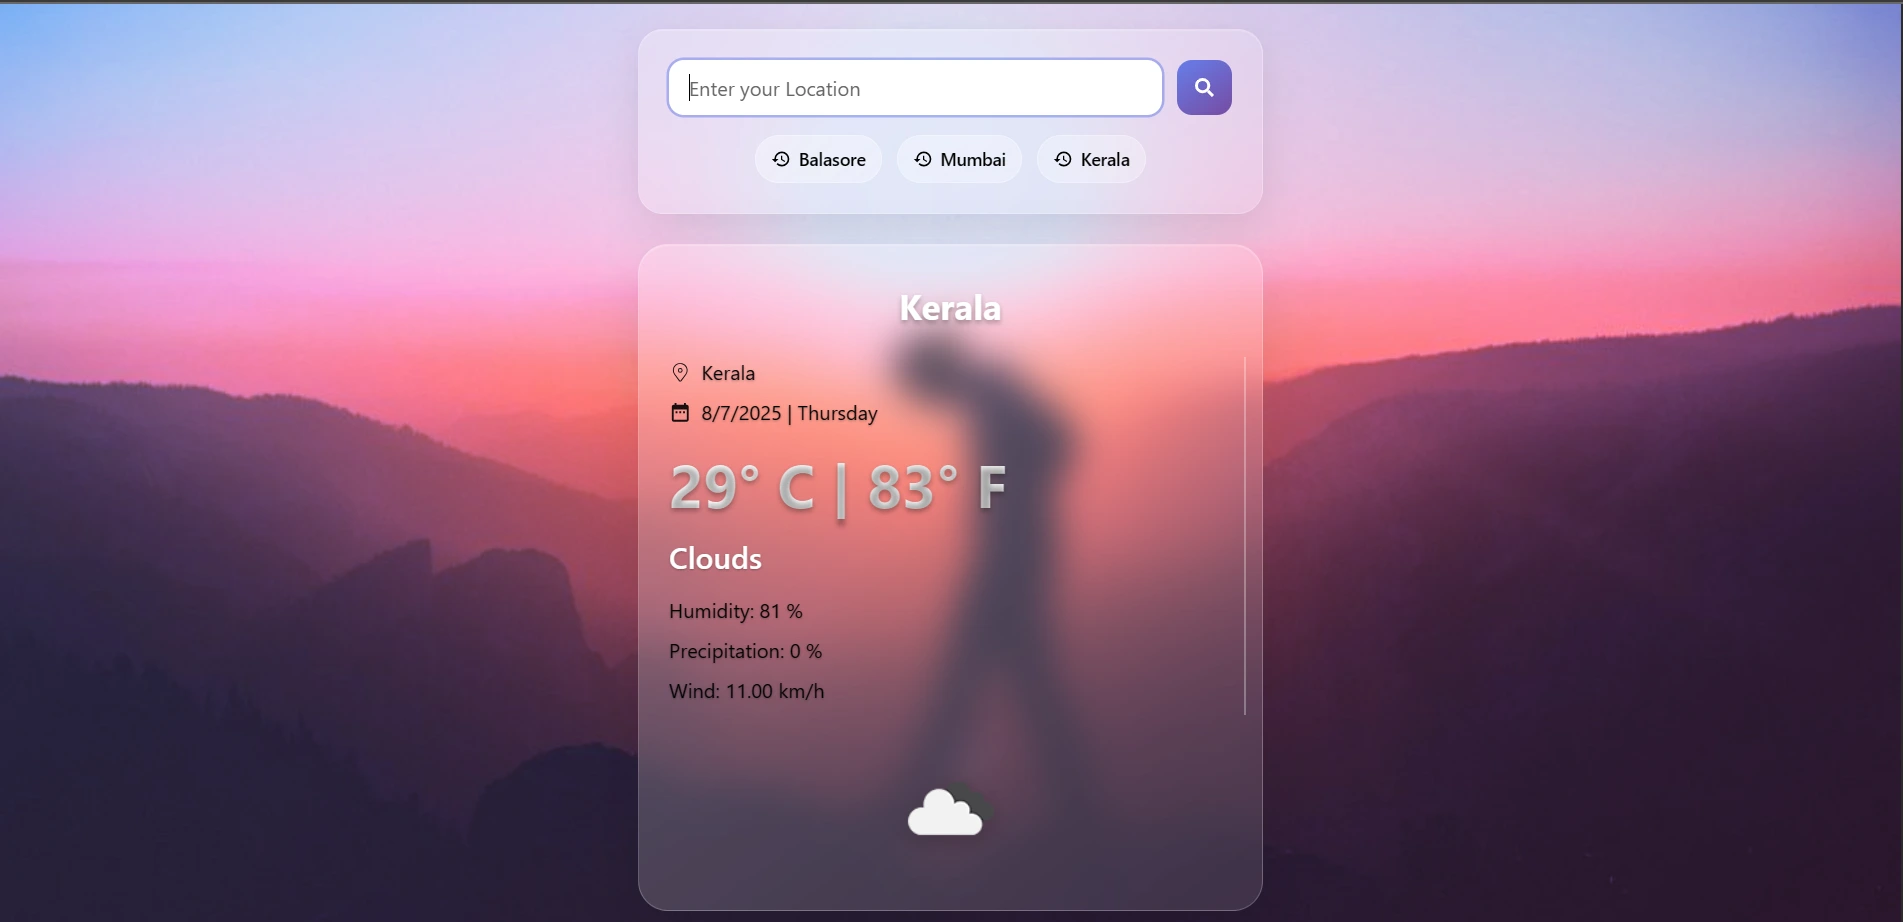 Enter your Location
Balasore Mumbai Kerala
Kerala
Kerala
8/7/2025 | Thursday
29° C | 83° F
Clouds
Humidity: 81 %
Precipitation: 0 %
Wind: 11.00 km/h